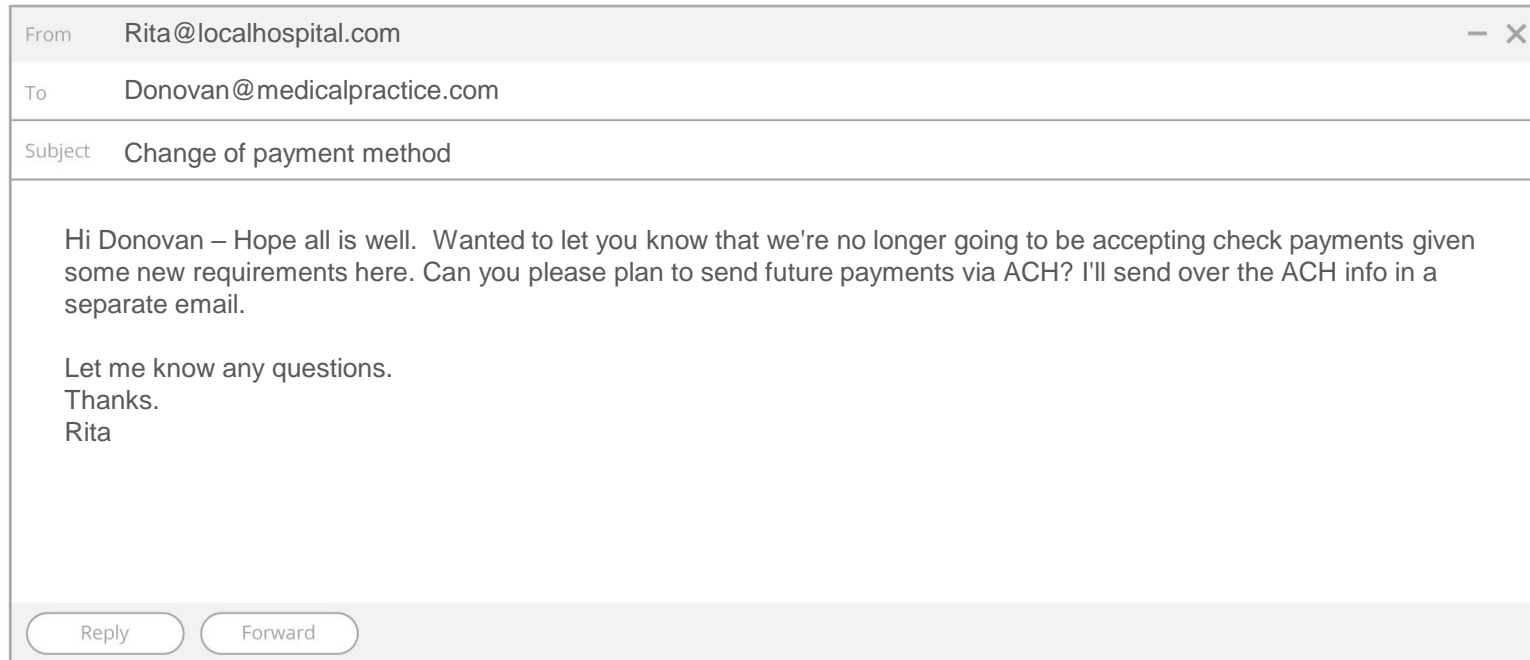 From Rita@localhospital.com
To Donovan@medicalpractice.com
Subject Change of payment method
Hi Donovan – Hope all is well.  Wanted to let you know that we're no longer going to be accepting check payments given
some new requirements here. Can you please plan to send future payments via ACH? I'll send over the ACH info in a
separate email.
Let me know any questions.
Thanks.
Rita
Reply Forward